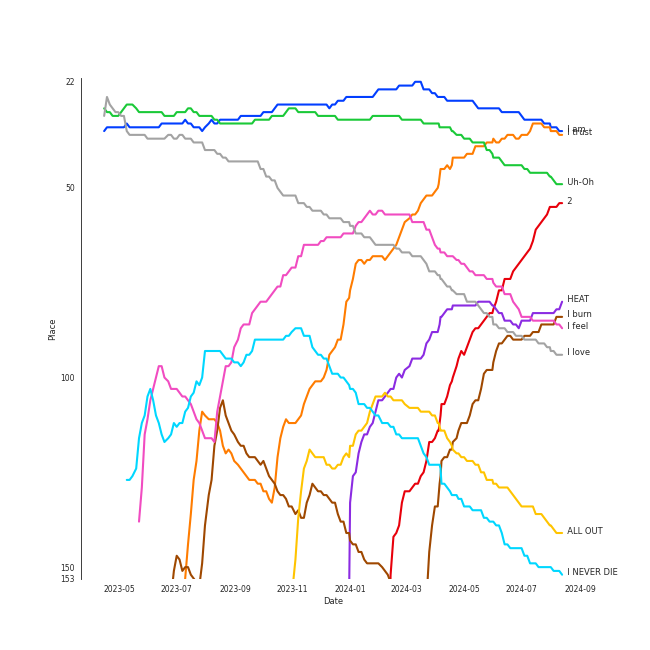 22
I am
I trust
Uh-Oh
50
2
HEAT
I burn
I feel
I love
100
ALL OUT
150
I NEVER DIE
153
2023-05 2023-07 2023-09 2023-11 2024-01 2024-03 2024-05 2024-07 2024-09
Date
Place